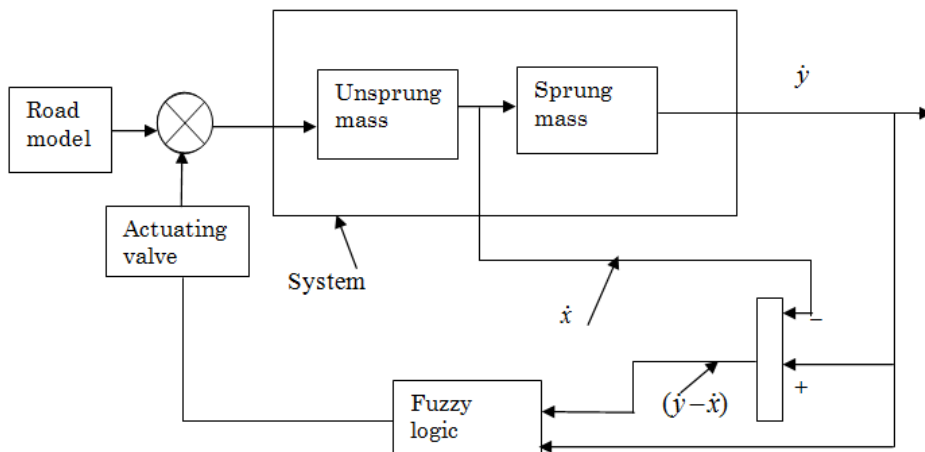 ẏ
Unsprung
mass
Sprung
mass
Road
model
Actuating
valve
System
ẋ
−
+
(ẏ−ẋ)
Fuzzy
logic